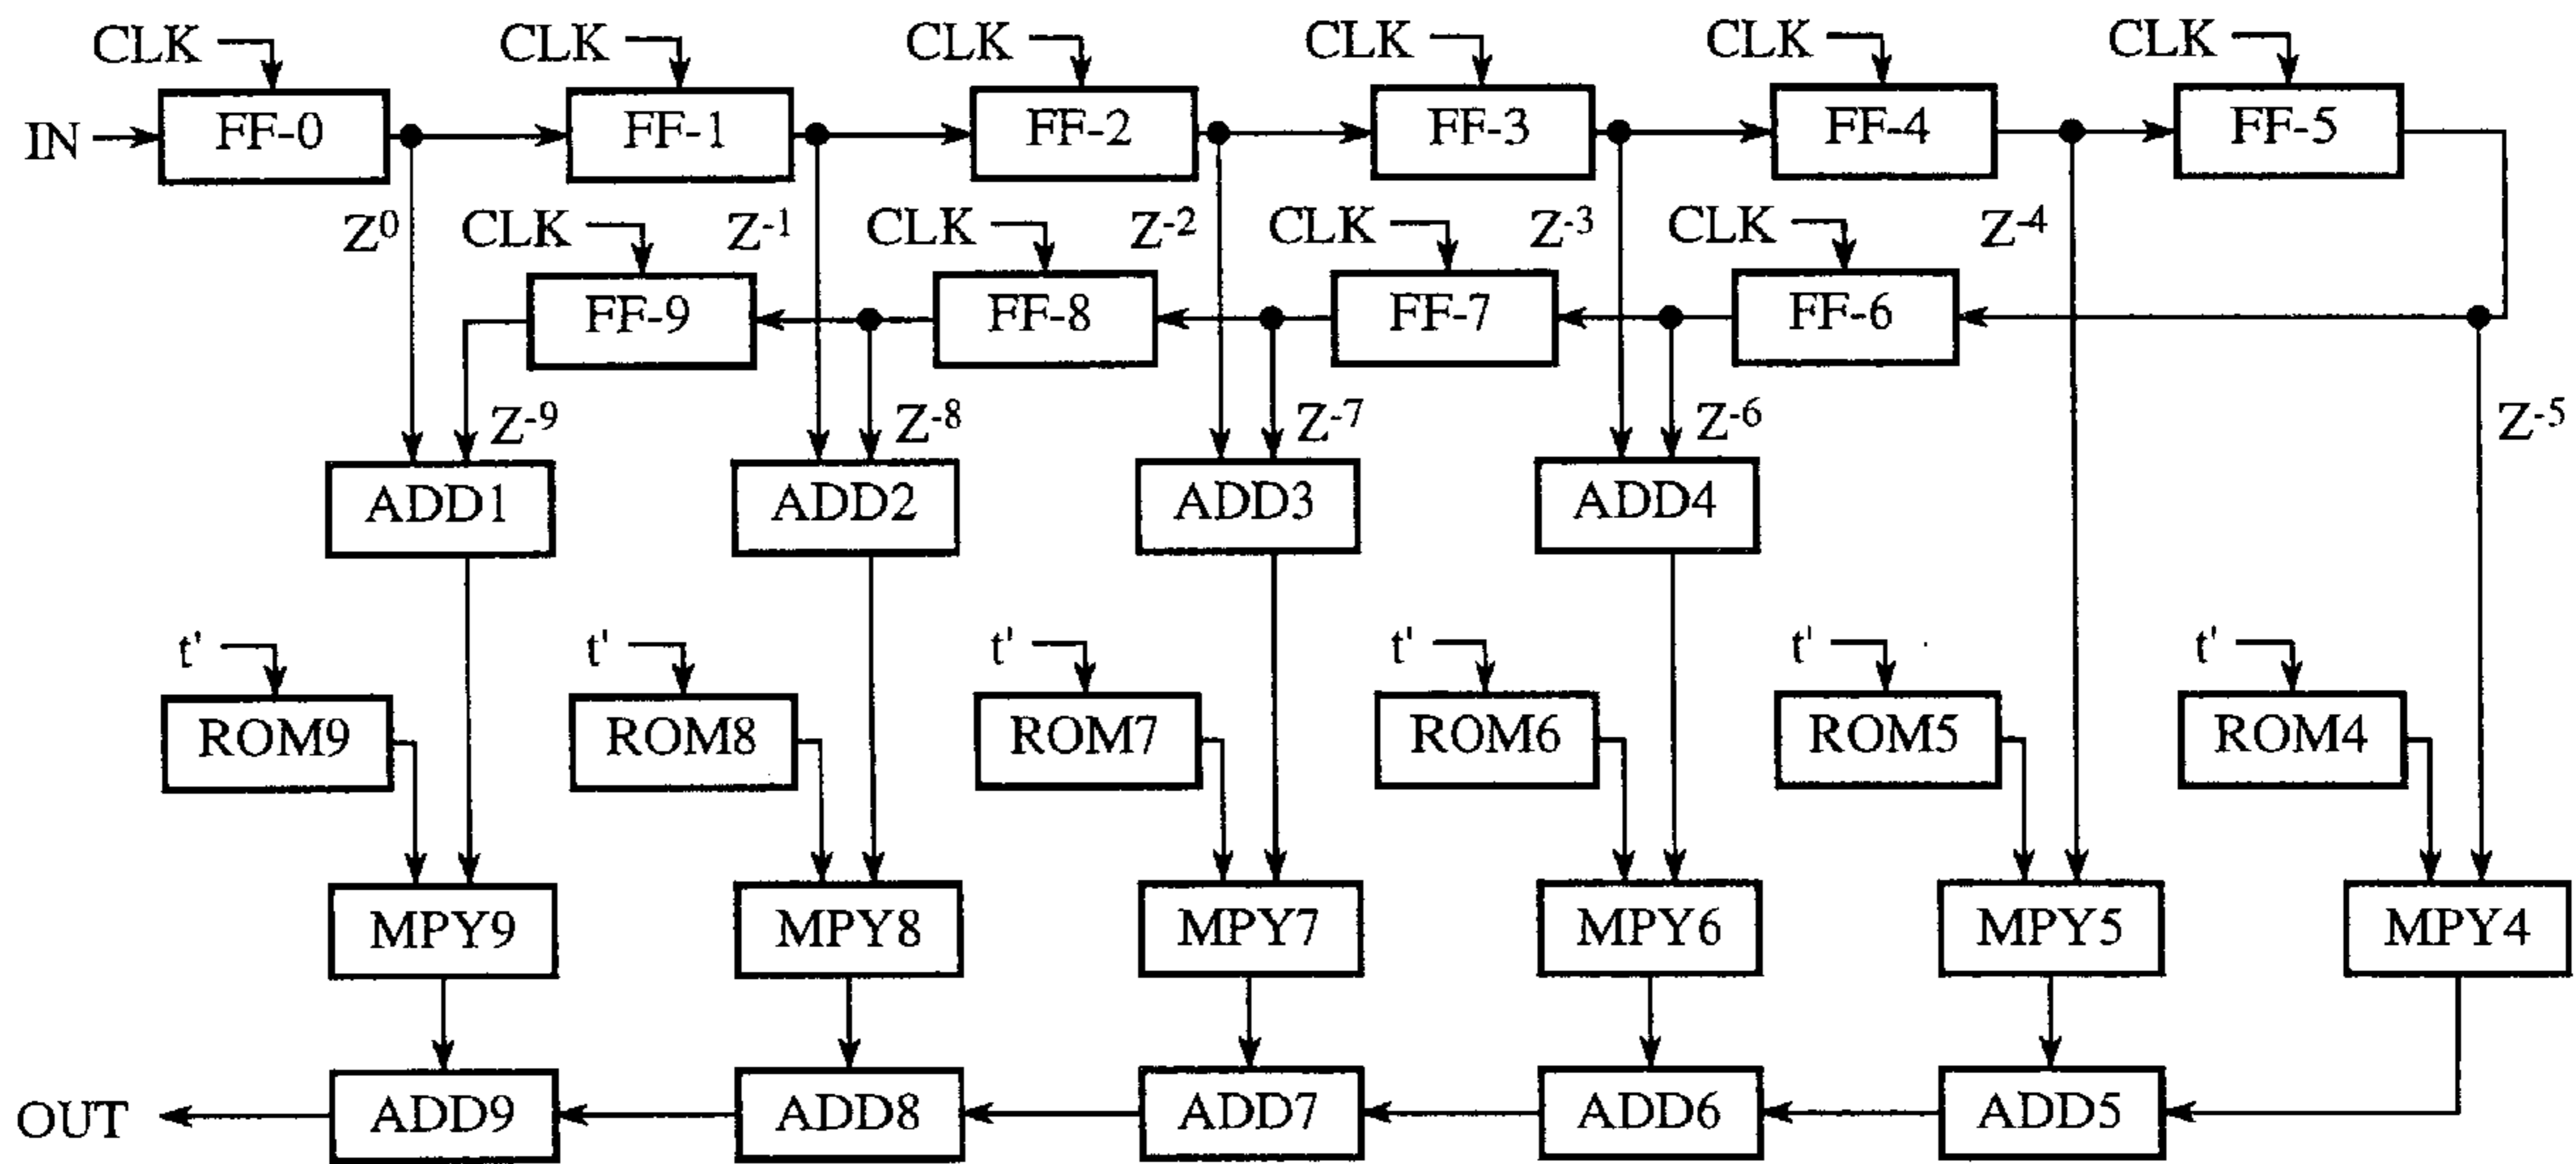 CLK CLK CLK CLK CLK CLK
IN FF-0 FF-1 FF-2 FF-3 FF-4 FF-5
Z⁰ CLK Z⁻¹ CLK Z⁻² CLK Z⁻³ CLK Z⁻⁴
FF-9 FF-8 FF-7 FF-6
Z⁻⁹ Z⁻⁸ Z⁻⁷ Z⁻⁶ Z⁻⁵
ADD1 ADD2 ADD3 ADD4
t' t' t' t' t' t'
ROM9 ROM8 ROM7 ROM6 ROM5 ROM4
MPY9 MPY8 MPY7 MPY6 MPY5 MPY4
OUT ADD9 ADD8 ADD7 ADD6 ADD5